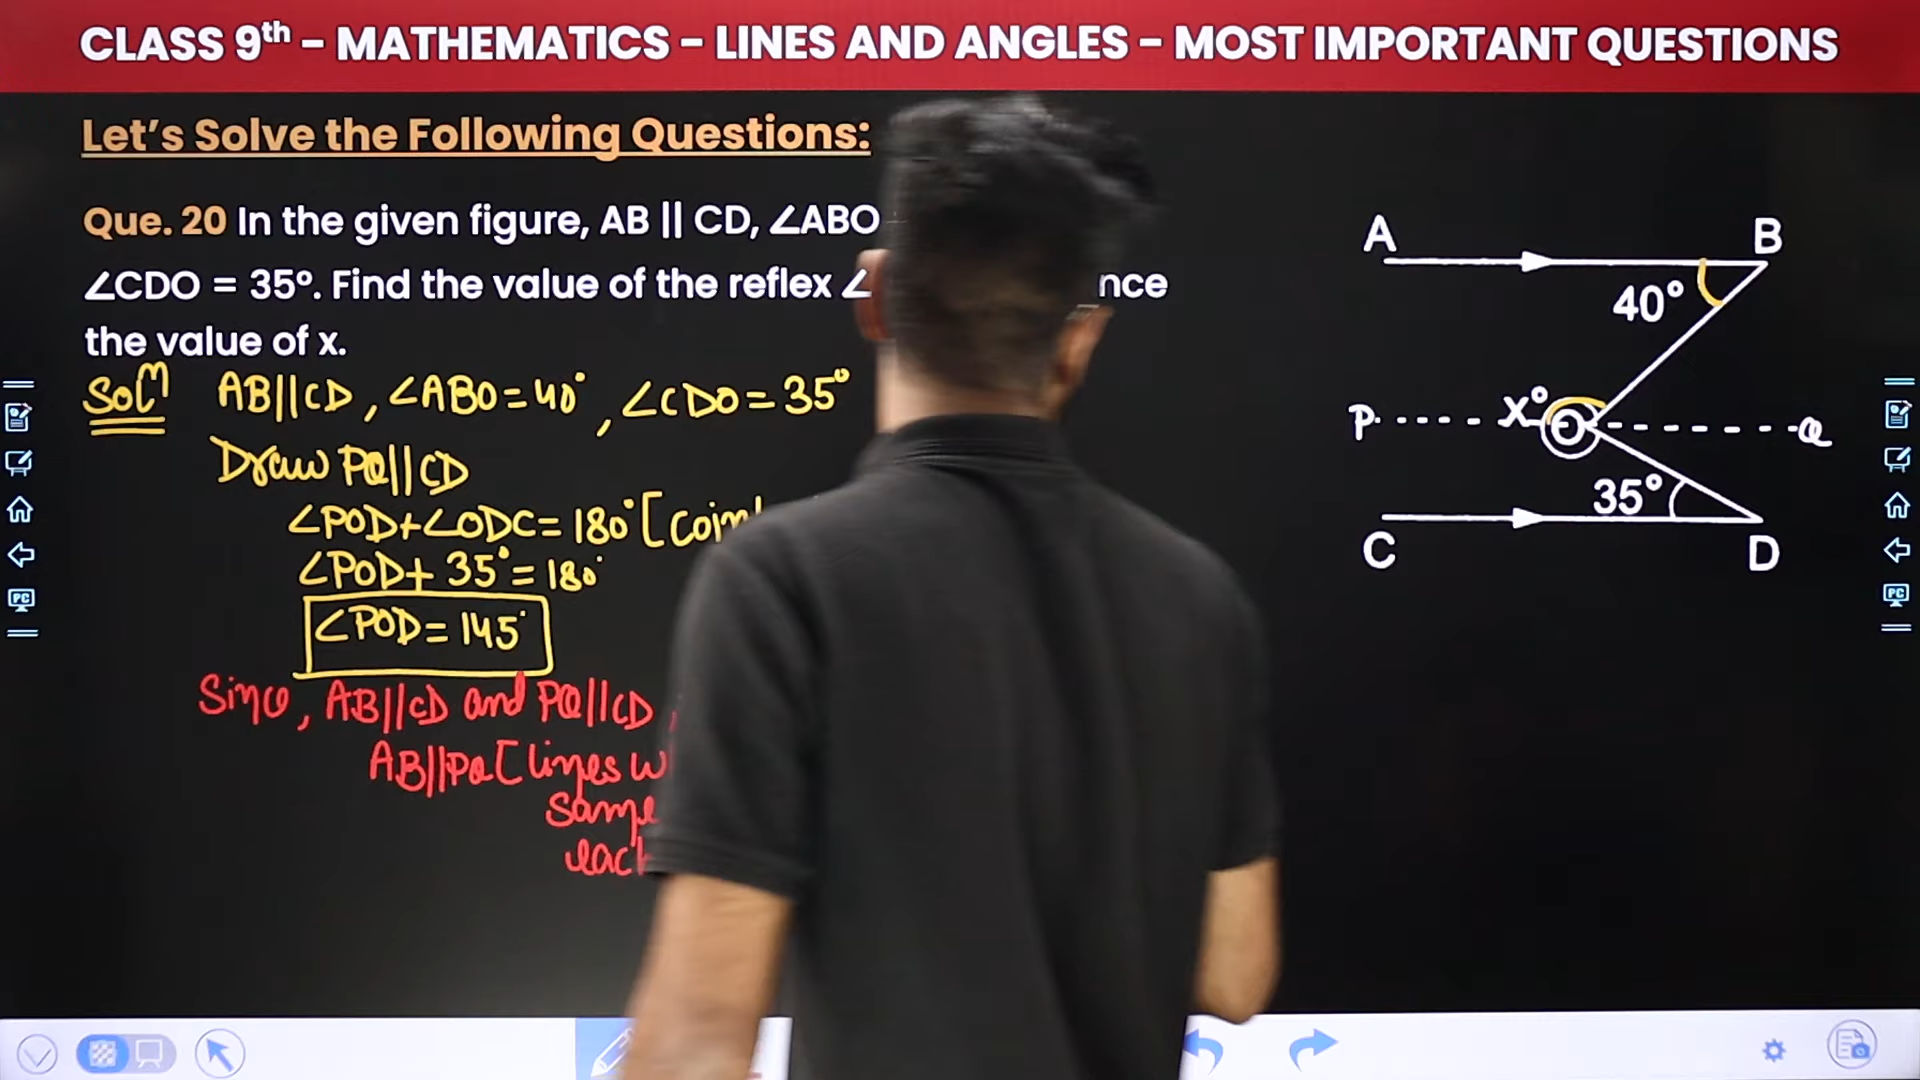 CLASS 9th – MATHEMATICS – LINES AND ANGLES – MOST IMPORTANT QUESTIONS
Let's Solve the Following Questions:
Que. 20 In the given figure, AB || CD, ∠ABO
∠CDO = 35°. Find the value of the reflex ∠
the value of x.
Solⁿ AB||CD, ∠ABO = 40°, ∠CDO = 35°
Draw PQ||CD
∠POD + ∠ODC = 180° [
∠POD + 35° = 180°
∠POD = 145°
Since, AB||CD and PQ||CD
AB||PQ [lines
same
each
A B
40°
P x° O Q
35°
C D
PC PC